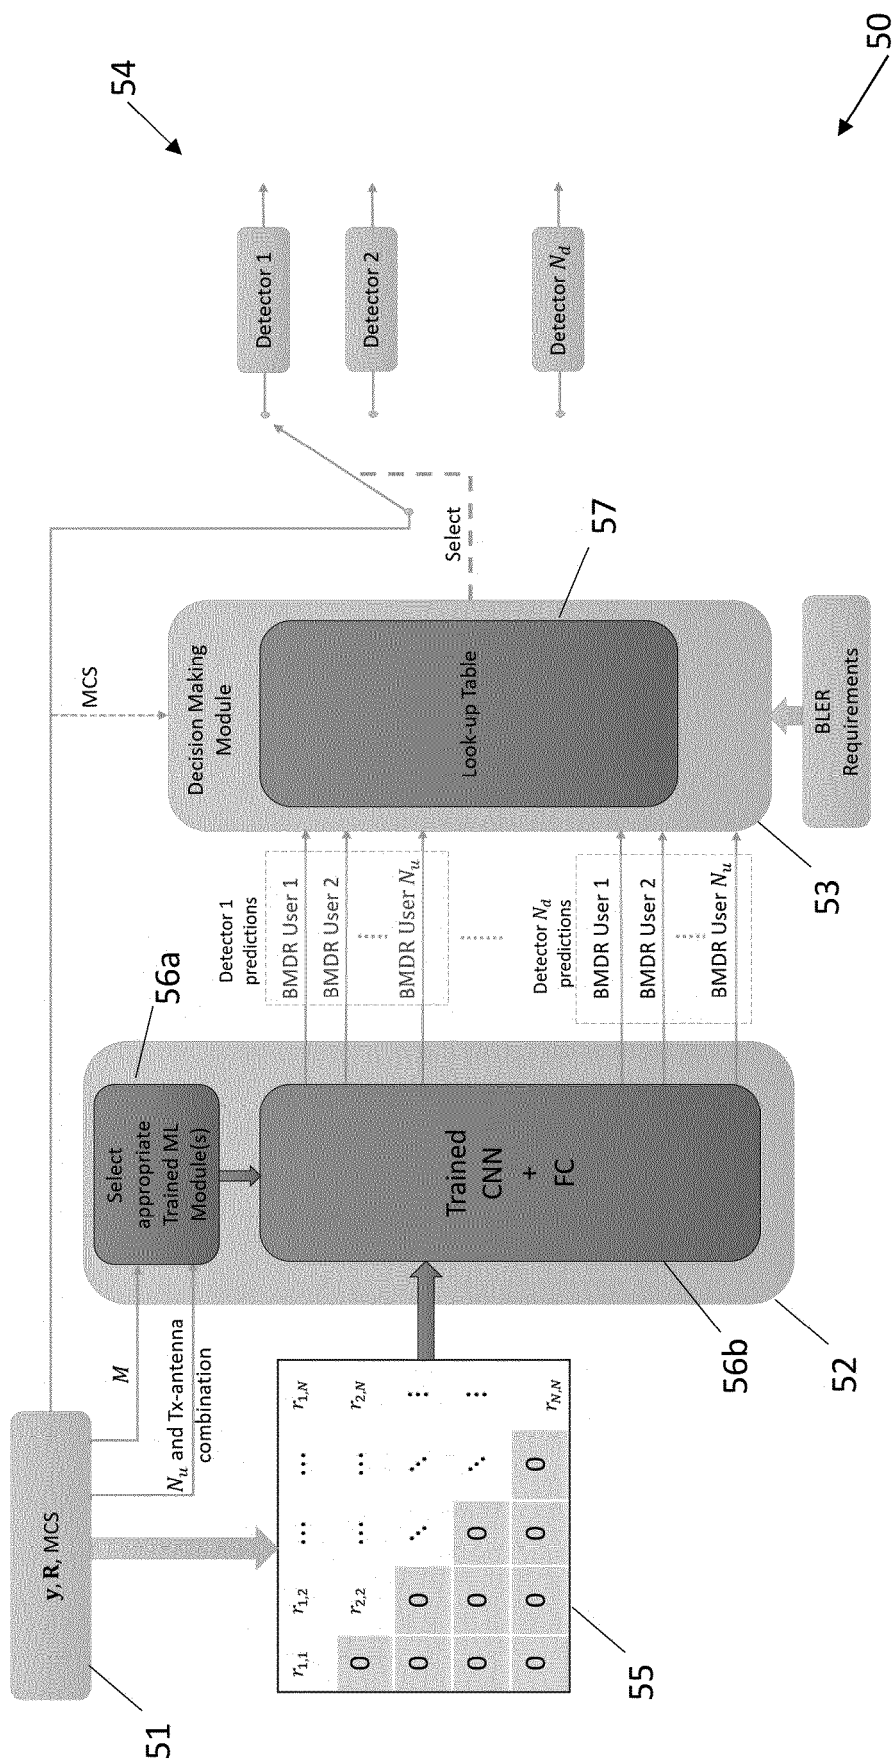 50
54
Detector 1
Detector 2
Detector N_d
Select
57
MCS
Decision Making
Module
Look-up Table
BLER
Requirements
53
Detector 1
predictions
BMDR User 1
BMDR User 2
BMDR User N_u
Detector N_d
predictions
BMDR User 1
BMDR User 2
BMDR User N_u
56a
Select
appropriate
Trained ML
Module(s)
Trained
CNN
+
FC
56b
52
M
N_u and Tx-antenna
combination
y, R, MCS
51
r_{1,1} r_{1,2} ⋯ ⋯ r_{1,N}
0 r_{2,2} ⋯ ⋯ r_{2,N}
0 0 ⋱ ⋱ ⋮
0 0 0 ⋱ ⋮
0 0 0 0 r_{N,N}
55